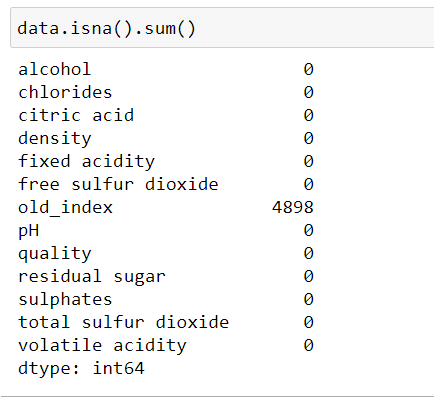 data.isna().sum()
alcohol 0
chlorides 0
citric acid 0
density 0
fixed acidity 0
free sulfur dioxide 0
old_index 4898
pH 0
quality 0
residual sugar 0
sulphates 0
total sulfur dioxide 0
volatile acidity 0
dtype: int64